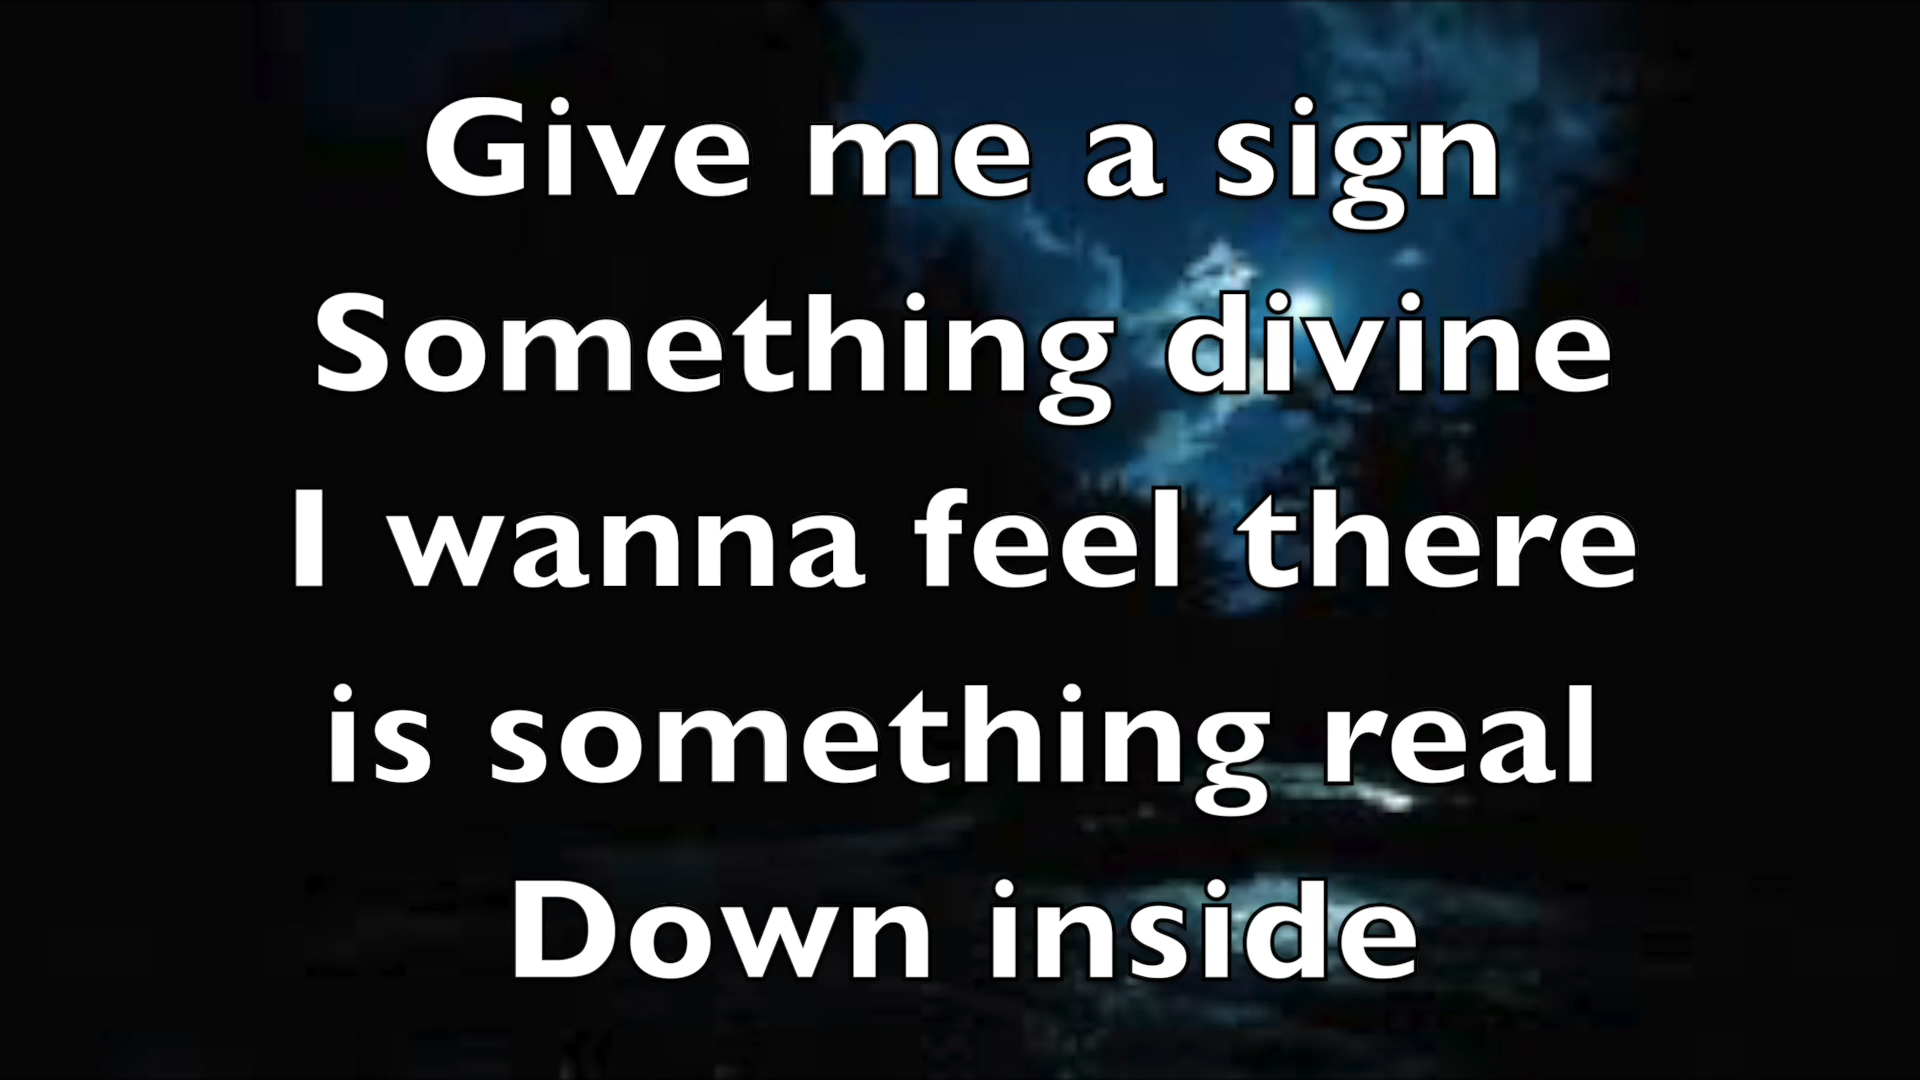 Give me a sign
Something divine
I wanna feel there
is something real
Down inside